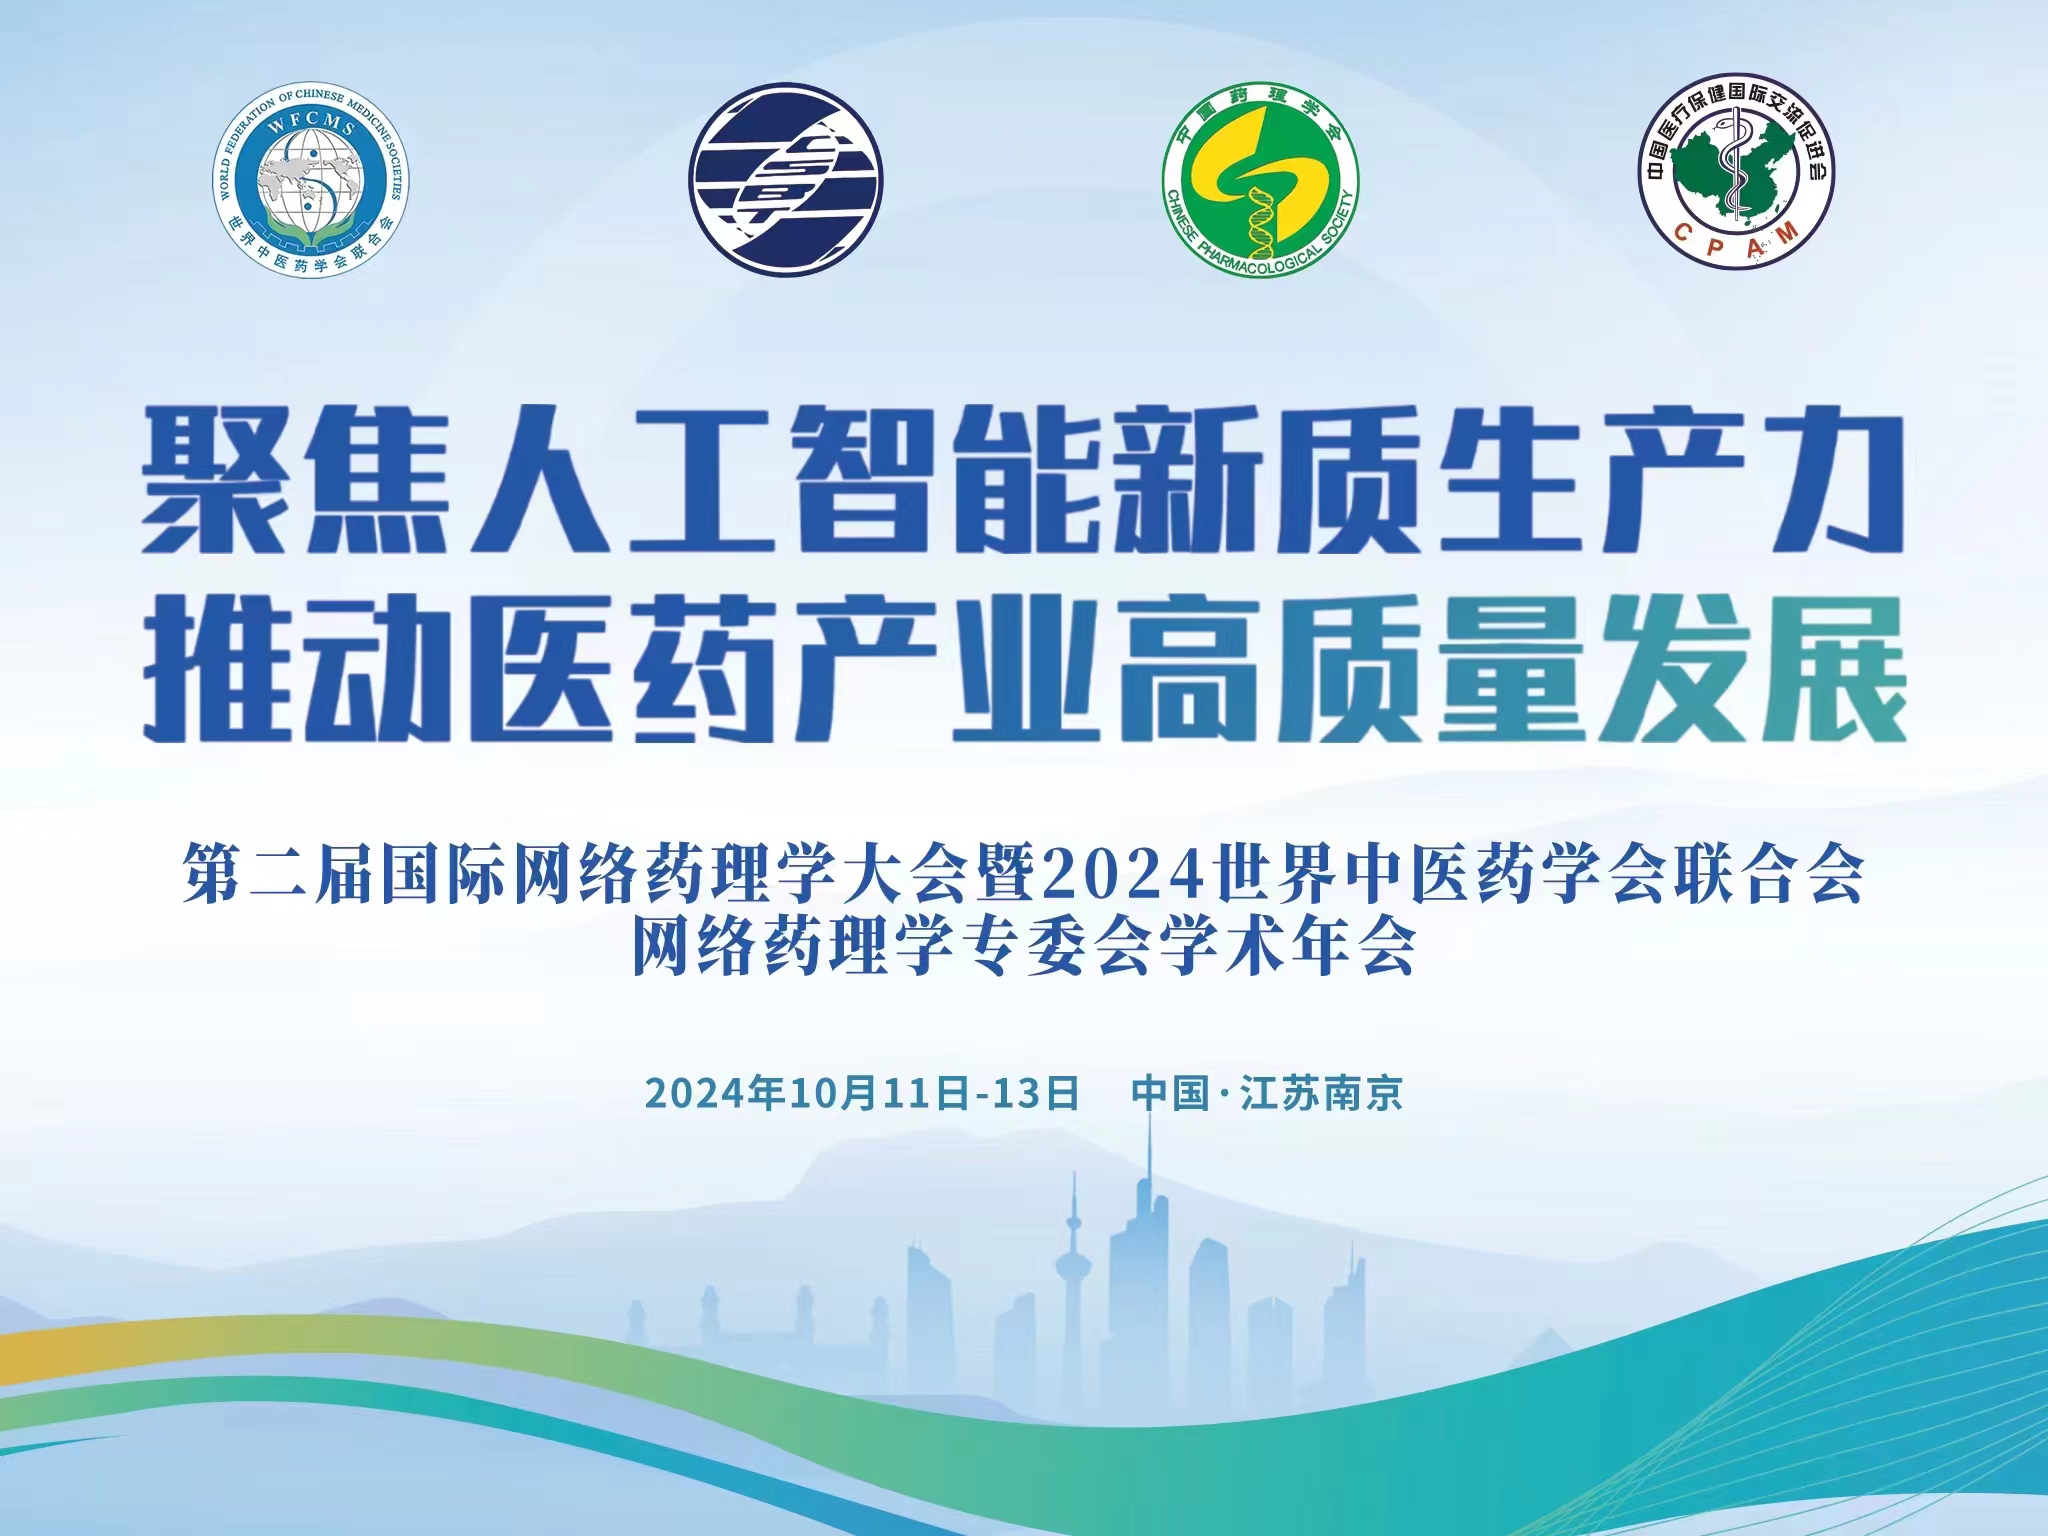 WORLD FEDERATION OF CHINESE MEDICINE SOCIETIES
WFCMS
世界中医药学会联合会
中国药理学会
CHINESE PHARMACOLOGICAL SOCIETY
中国医疗保健国际交流促进会
CPAM
聚焦人工智能新质生产力
推动医药产业高质量发展
第二届国际网络药理学大会暨2024世界中医药学会联合会
网络药理学专委会学术年会
2024年10月11日-13日 中国·江苏南京